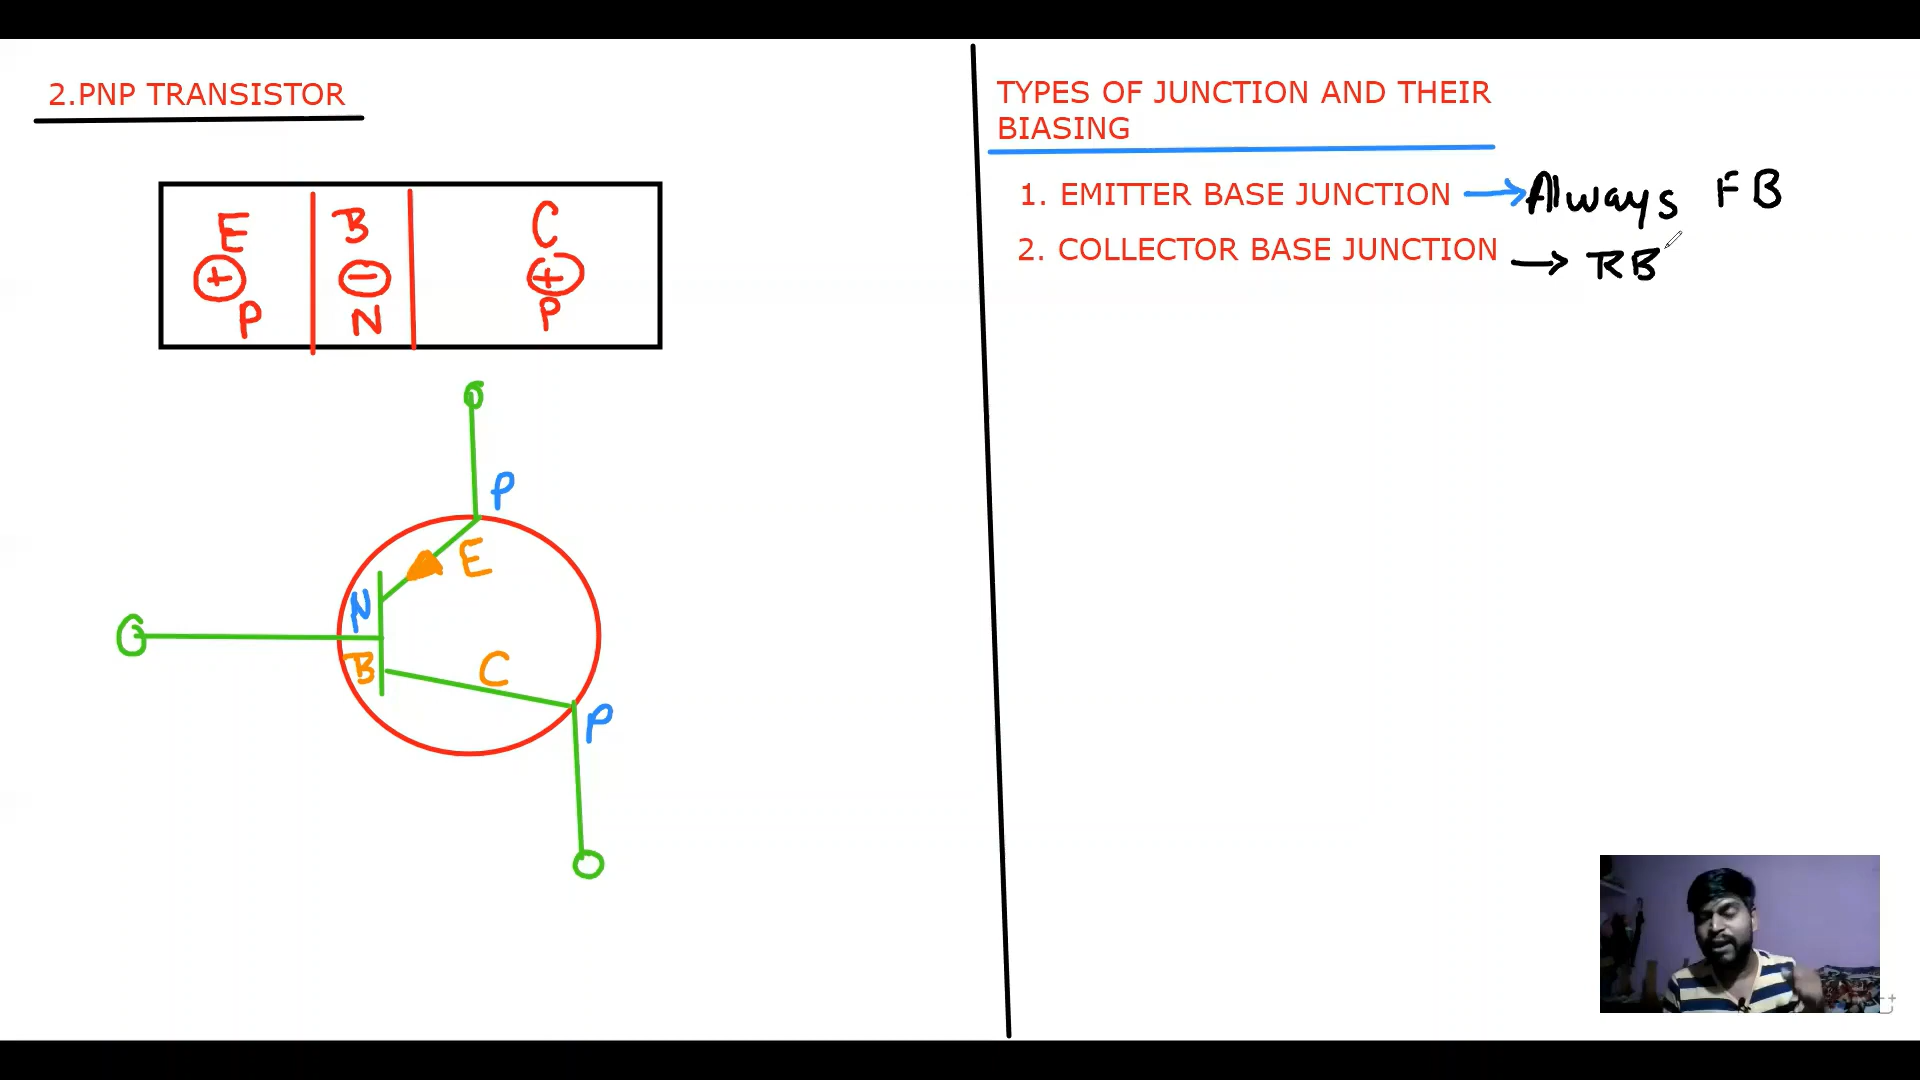 2.PNP TRANSISTOR
E B C
+ − +
P N P
P
E
N
B
C
P
TYPES OF JUNCTION AND THEIR
BIASING
1. EMITTER BASE JUNCTION → Always FB
2. COLLECTOR BASE JUNCTION → RB